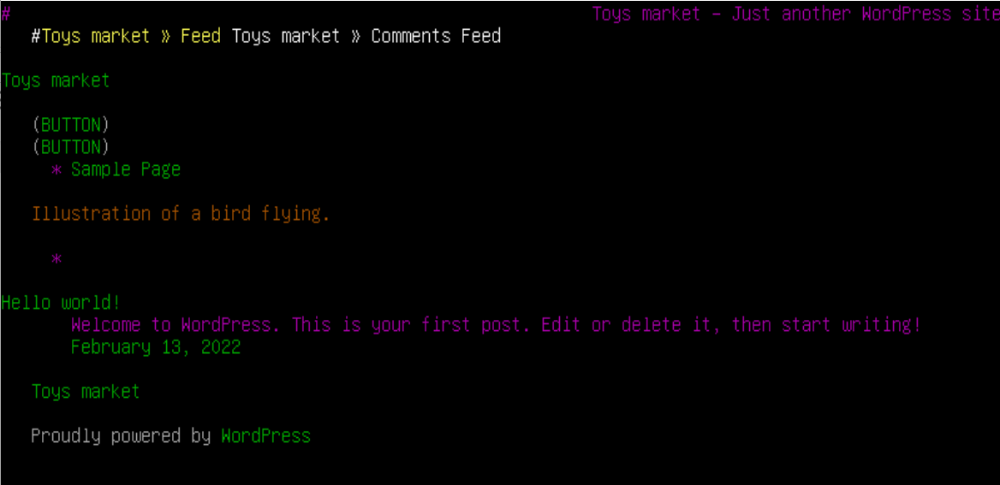 # Toys market – Just another WordPress site
#Toys market » Feed Toys market » Comments Feed
Toys market
(BUTTON)
(BUTTON)
* Sample Page
Illustration of a bird flying.
*
Hello world!
Welcome to WordPress. This is your first post. Edit or delete it, then start writing!
February 13, 2022
Toys market
Proudly powered by WordPress